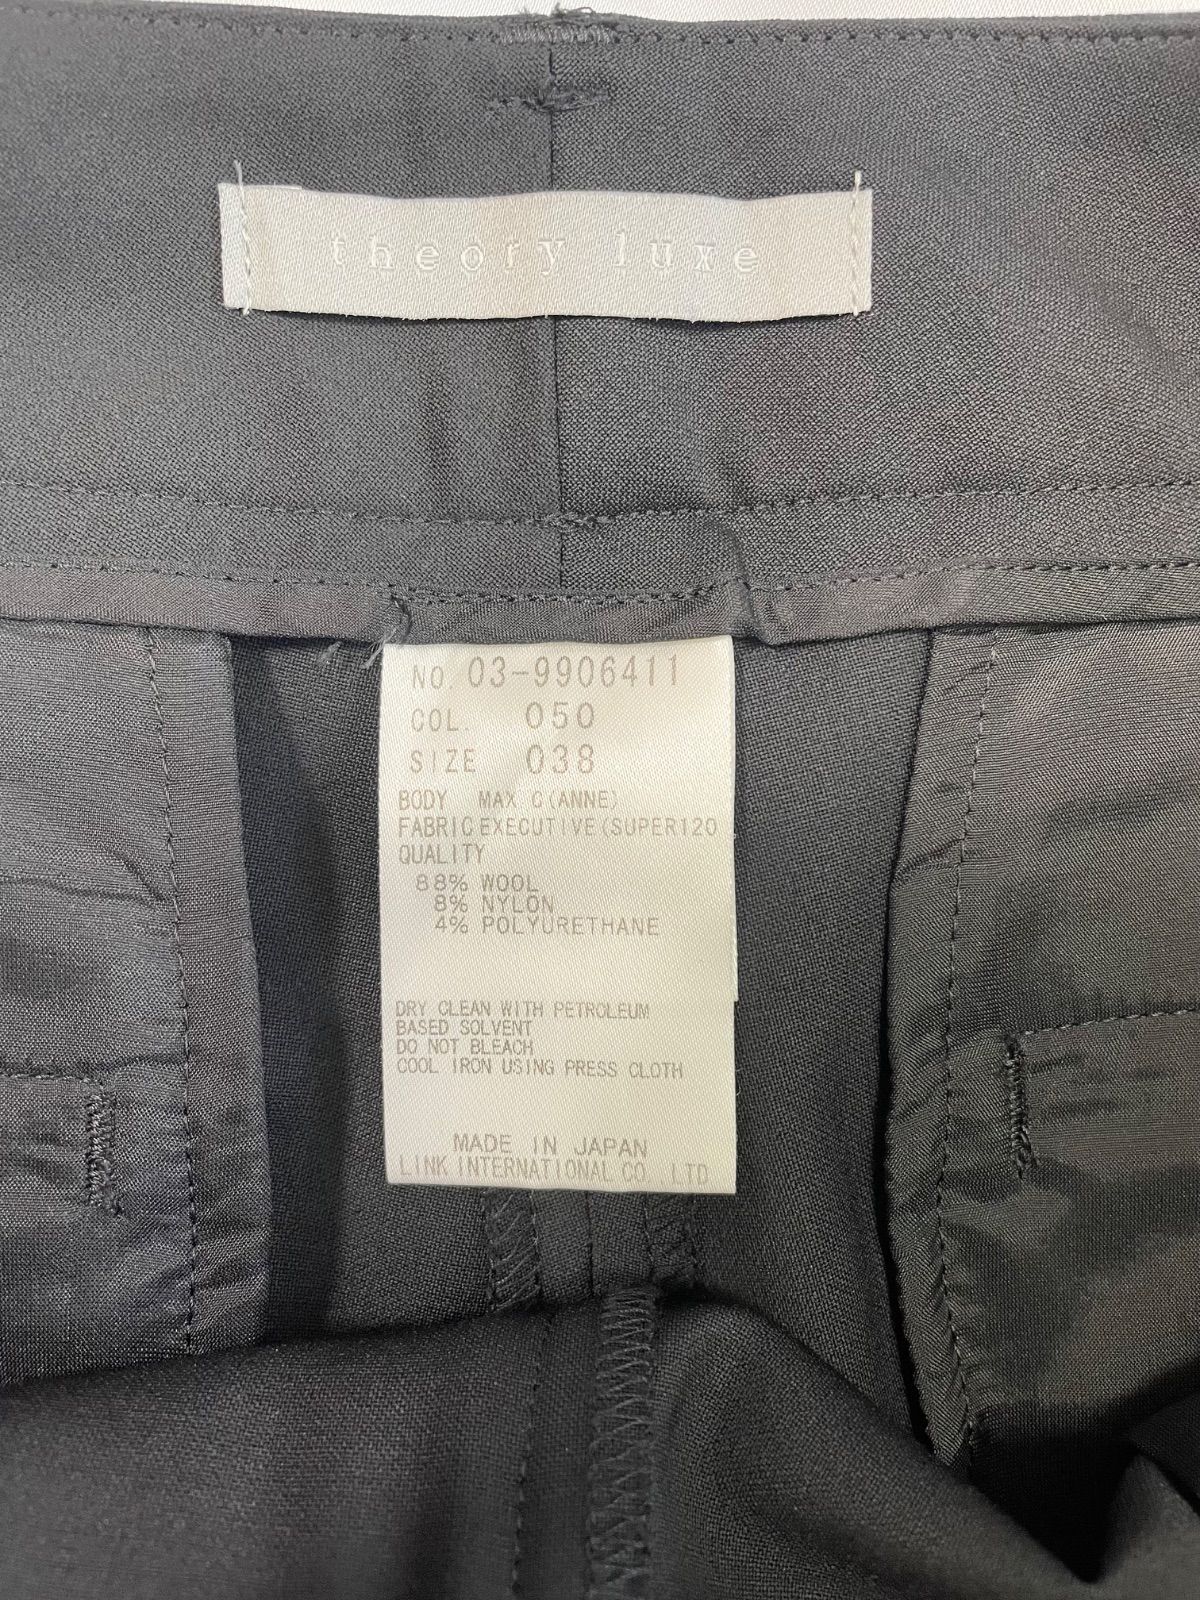 theory luxe
NO. 03-9906411
COL. 050
SIZE 038
BODY MAX C(ANNE)
FABRIC EXECUTIVE(SUPER120
QUALITY
88% WOOL
8% NYLON
4% POLYURETHANE
DRY CLEAN WITH PETROLEUM
BASED SOLVENT
DO NOT BLEACH
COOL IRON USING PRESS CLOTH
MADE IN JAPAN
LINK INTERNATIONAL CO. LTD